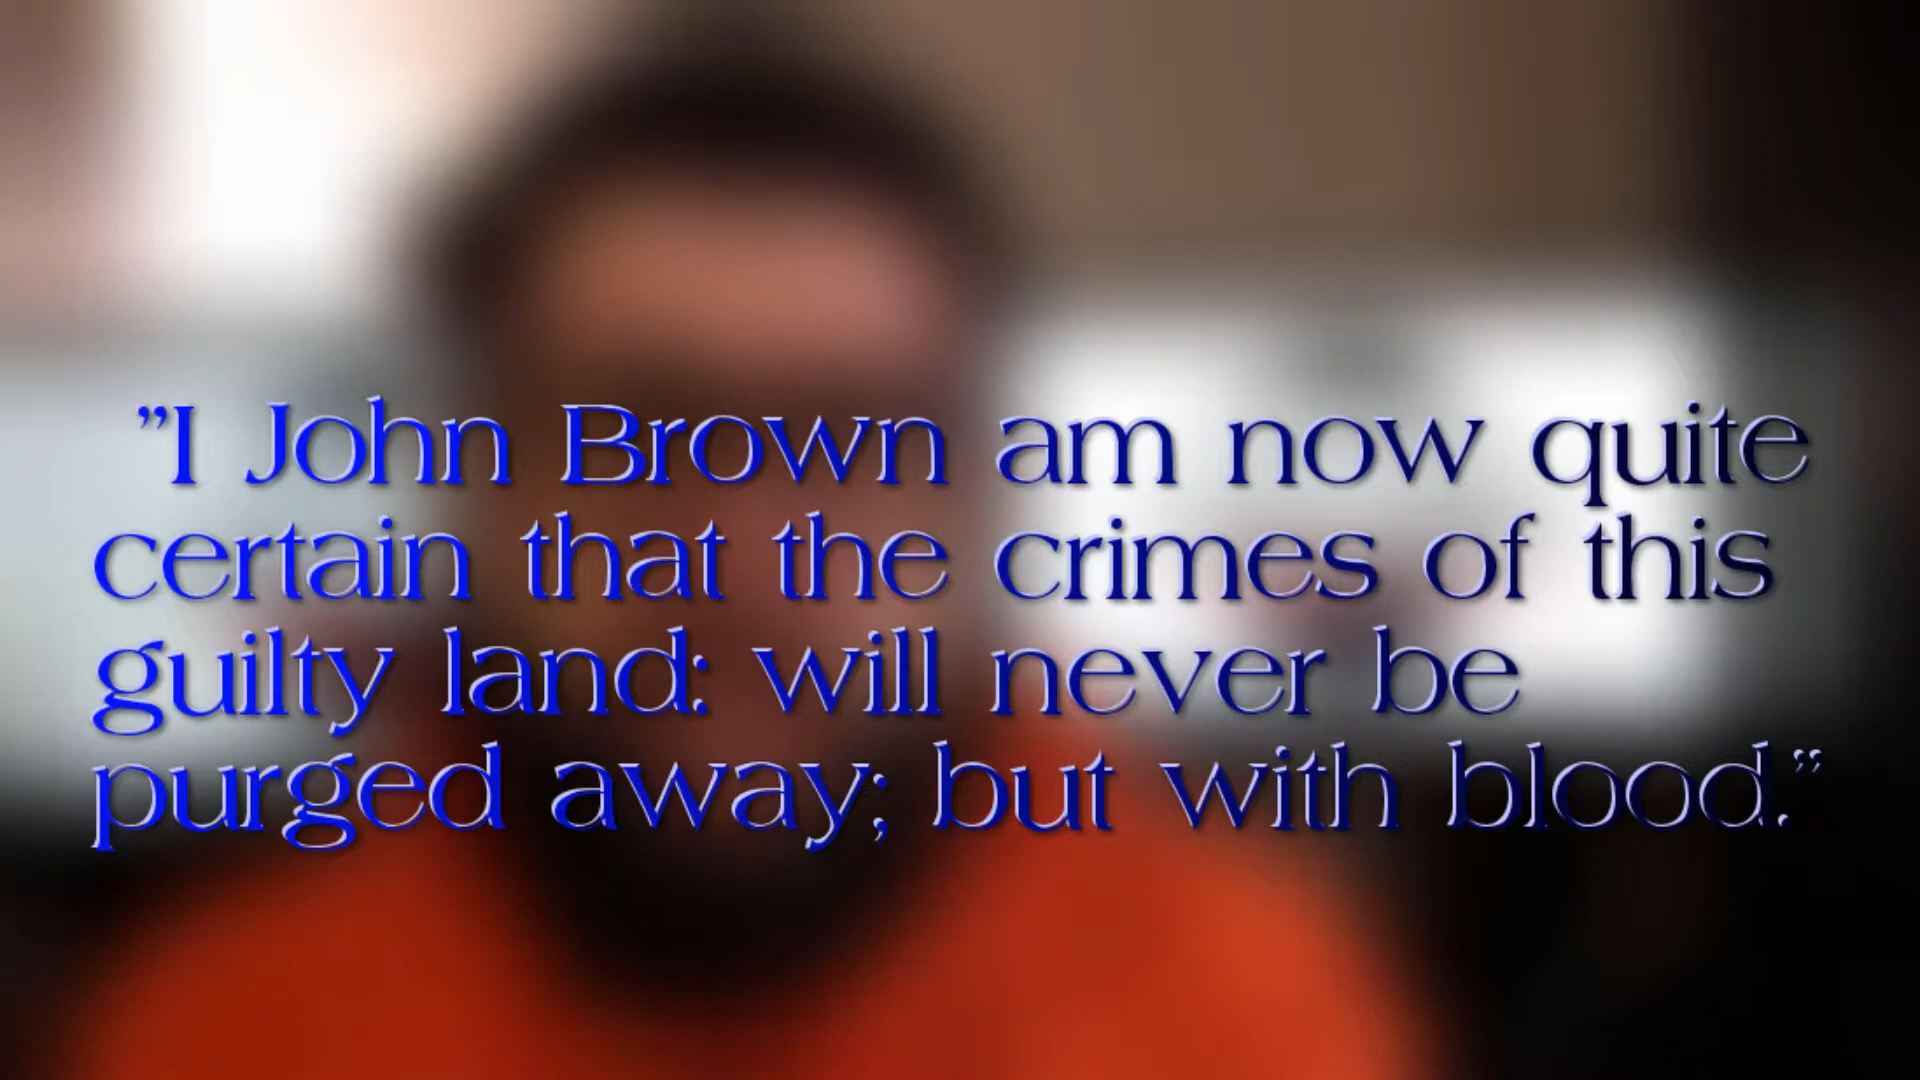 "I John Brown am now quite
certain that the crimes of this
guilty land: will never be
purged away; but with blood."